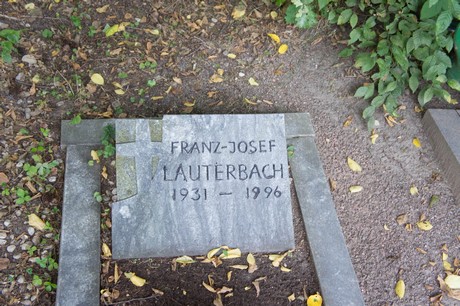 FRANZ-JOSEF
LAUTERBACH
1931 – 1996